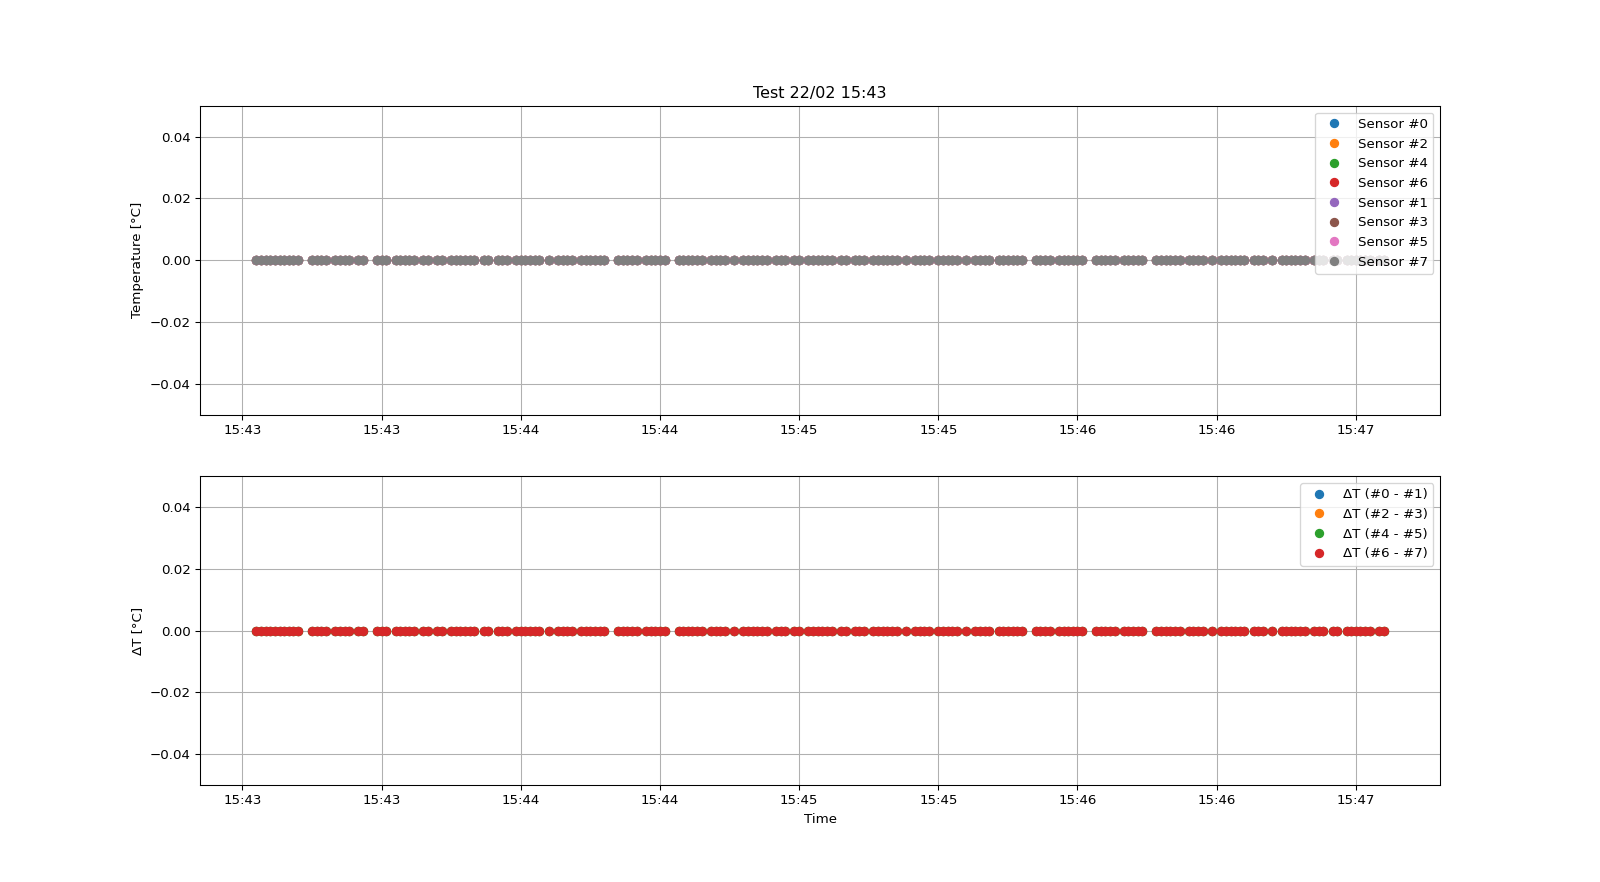 Test 22/02 15:43
Temperature [°C]
0.04
0.02
0.00
−0.02
−0.04
Sensor #0
Sensor #2
Sensor #4
Sensor #6
Sensor #1
Sensor #3
Sensor #5
Sensor #7
15:43 15:43 15:44 15:44 15:45 15:45 15:46 15:46 15:47
ΔT [°C]
0.04
0.02
0.00
−0.02
−0.04
ΔT (#0 - #1)
ΔT (#2 - #3)
ΔT (#4 - #5)
ΔT (#6 - #7)
15:43 15:43 15:44 15:44 15:45 15:45 15:46 15:46 15:47
Time